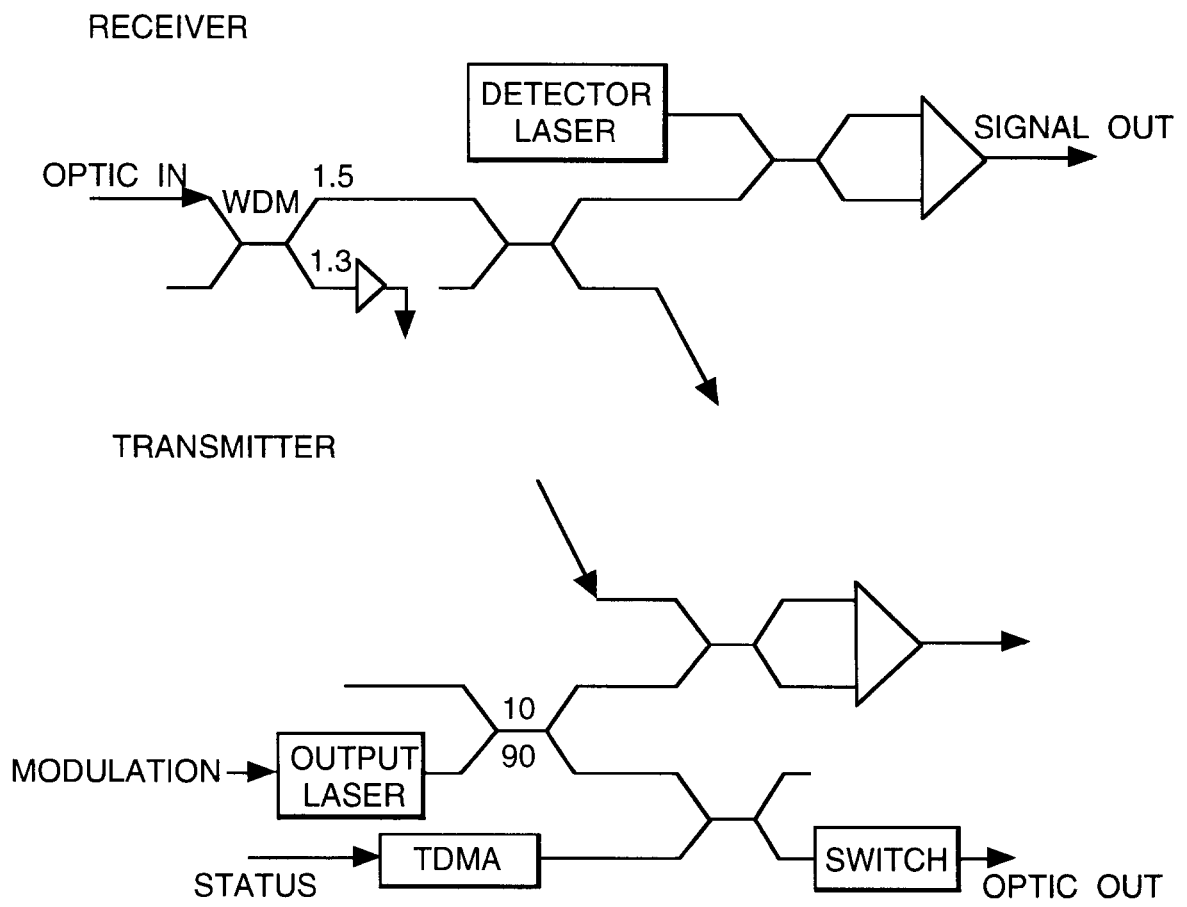 RECEIVER
DETECTOR
LASER
SIGNAL OUT
OPTIC IN
WDM
1.5
1.3
TRANSMITTER
10
90
MODULATION
OUTPUT
LASER
STATUS
TDMA
SWITCH
OPTIC OUT